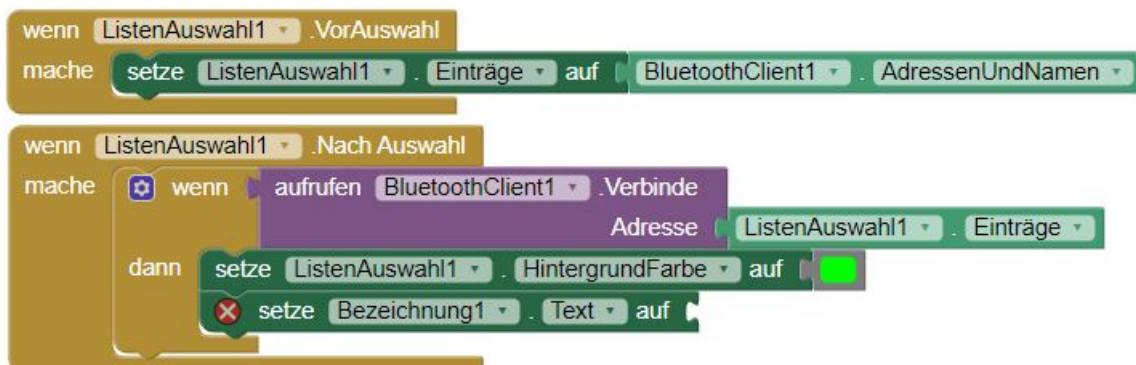 wenn ListenAuswahl1 .VorAuswahl
mache setze ListenAuswahl1 . Einträge auf BluetoothClient1 . AdressenUndNamen
wenn ListenAuswahl1 .Nach Auswahl
mache wenn aufrufen BluetoothClient1 .Verbinde
Adresse ListenAuswahl1 . Einträge
dann setze ListenAuswahl1 . HintergrundFarbe auf
setze Bezeichnung1 . Text auf